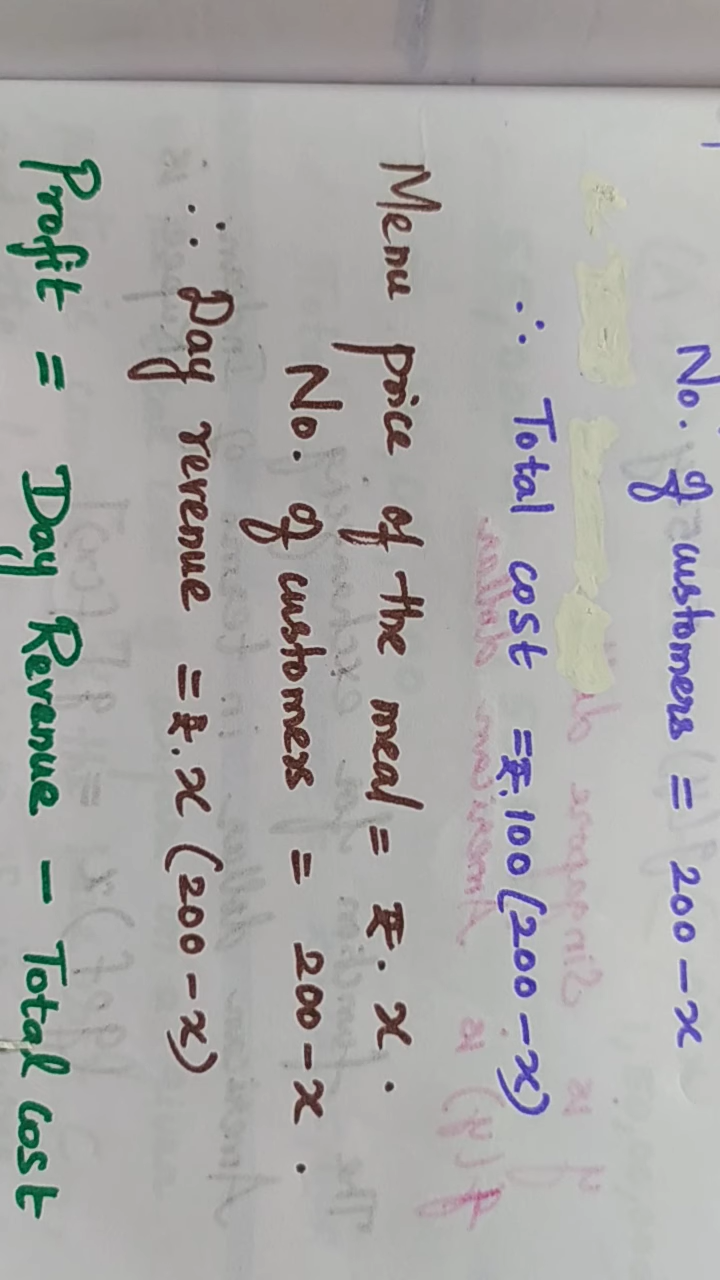 No. of customers = 200 - x
∴ Total cost = ₹. 100 (200 - x)
Menu price of the meal = ₹. x.
No. of customers = 200 - x.
∴ Day revenue = ₹. x (200 - x)
Profit = Day Revenue - Total cost